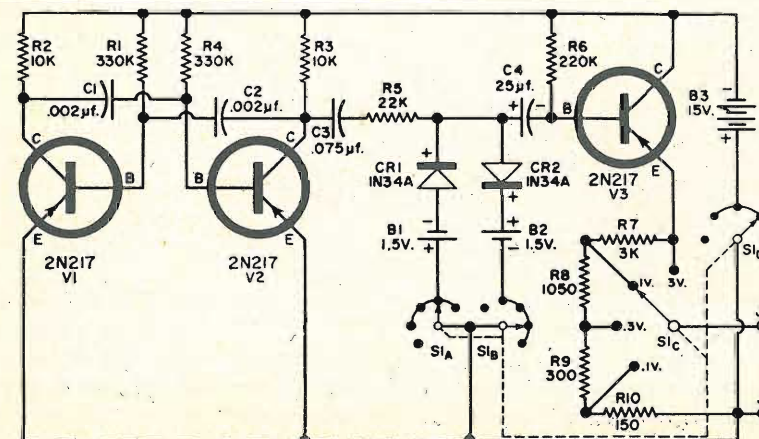 R2
10K
R1
330K
R4
330K
R3
10K
C1
.002µf.
C2
.002µf.
C3
.075µf.
R5
22K
C4
25µf.
+
-
R6
220K
B
C
E
2N217
V3
B3
15V.
-
+
C
B
E
2N217
V1
C
B
E
2N217
V2
+
CR1
1N34A
-
B1
1.5V.
+
CR2
1N34A
+
+
B2
1.5V.
-
S1A
S1B
R7
3K
R8
1050
1V.
3V.
.3V.
S1C
R9
300
.1V.
R10
150